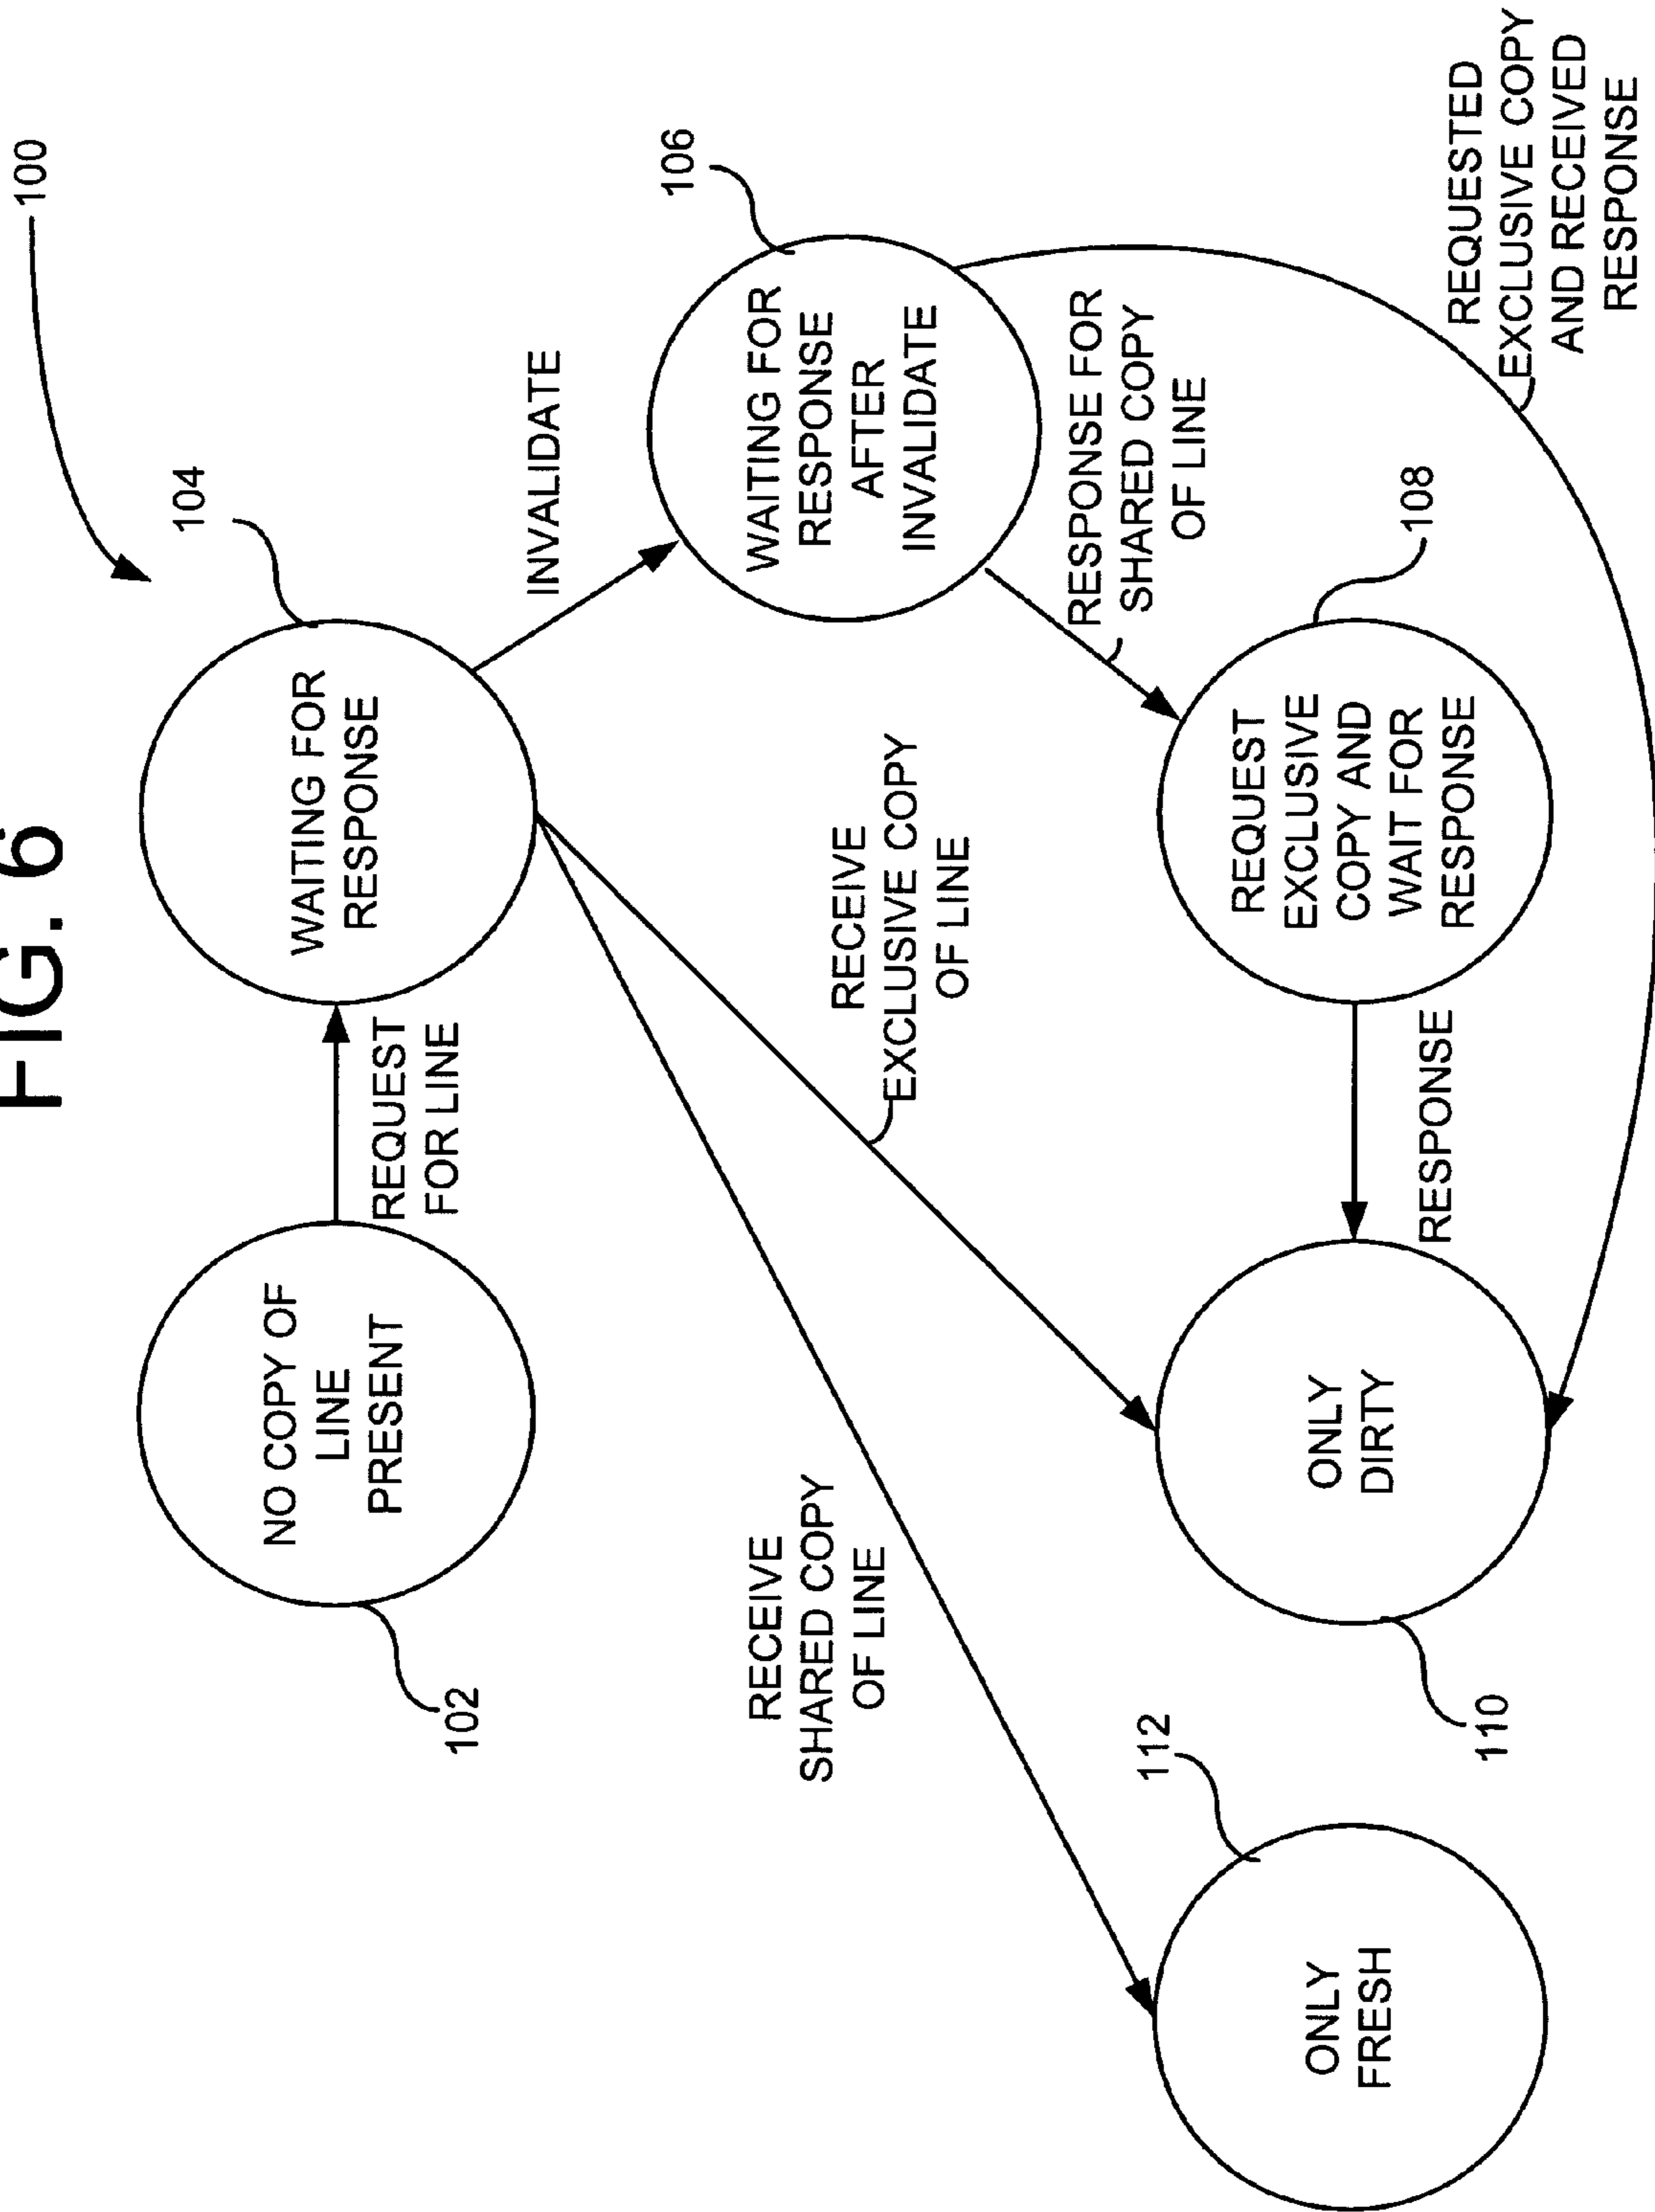 FIG. 6
100
104
WAITING FOR
RESPONSE
NO COPY OF
LINE
PRESENT
102
REQUEST
FOR LINE
INVALIDATE
106
WAITING FOR
RESPONSE
AFTER
INVALIDATE
RECEIVE
SHARED COPY
OF LINE
RECEIVE
EXCLUSIVE COPY
OF LINE
RESPONSE FOR
SHARED COPY
OF LINE
108
REQUEST
EXCLUSIVE
COPY AND
WAIT FOR
RESPONSE
RESPONSE
ONLY
DIRTY
110
112
ONLY
FRESH
REQUESTED
EXCLUSIVE COPY
AND RECEIVED
RESPONSE